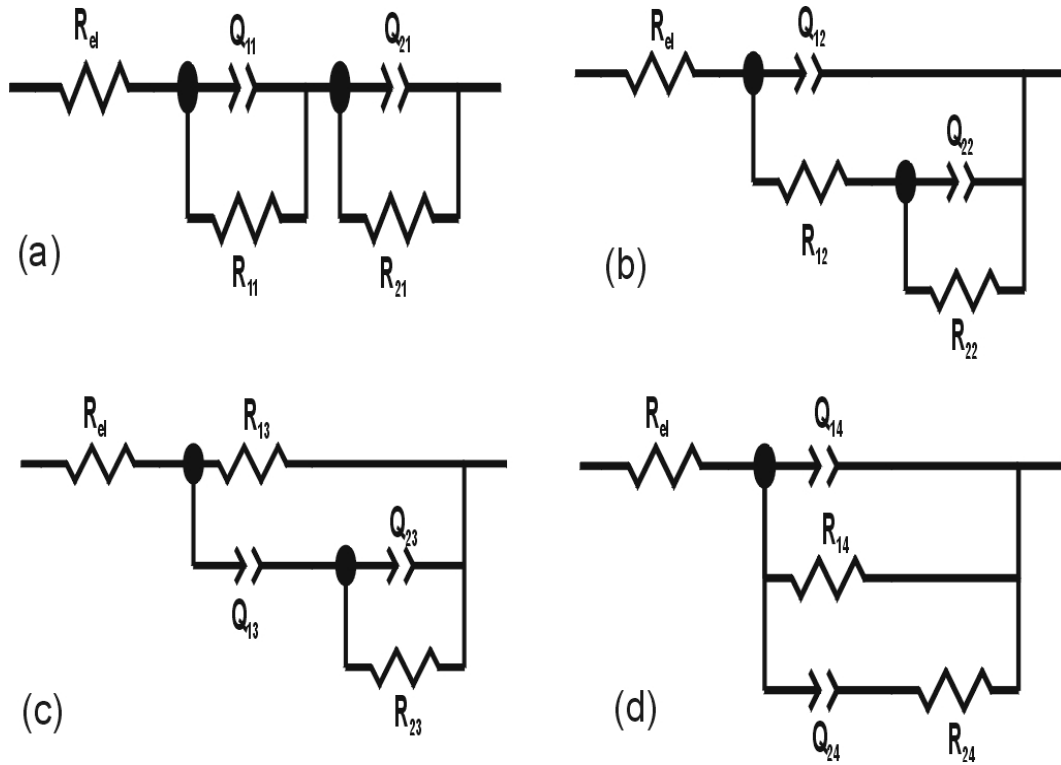 R_el Q_11 Q_21
R_11 R_21
(a)
R_el Q_12
Q_22
R_12
R_22
(b)
R_el R_13
Q_23
Q_13
R_23
(c)
R_el Q_14
R_14
Q_24 R_24
(d)